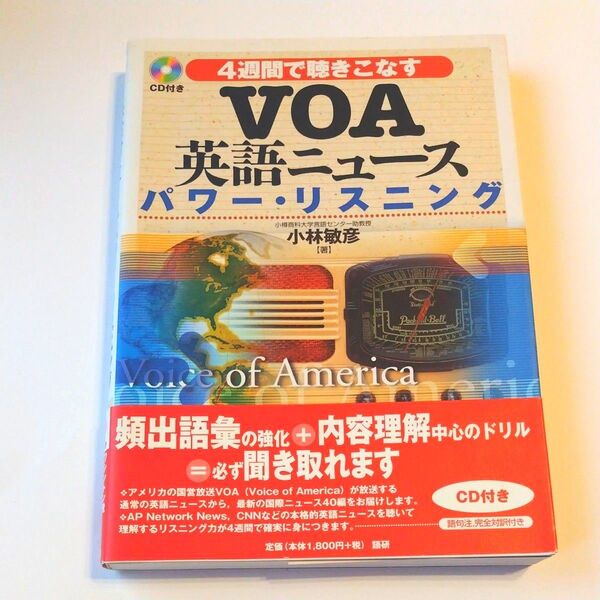 CD付き
4週間で聴きこなす
VOA
英語ニュース
パワー・リスニング
小樽商科大学言語センター助教授
小林敏彦
【著】
Packard-Bell
Voice of America
Voice of America
頻出語彙の強化+内容理解中心のドリル
=必ず聞き取れます
❖アメリカの国営放送VOA（Voice of America）が放送する
通常の英語ニュースから,最新の国際ニュース40編をお届けします。
❖AP Network News,CNNなどの本格的英語ニュースを聴いて
理解するリスニング力が4週間で確実に身につきます。
CD付き
語句注,完全対訳付き
定価（本体1,800円+税） 語研